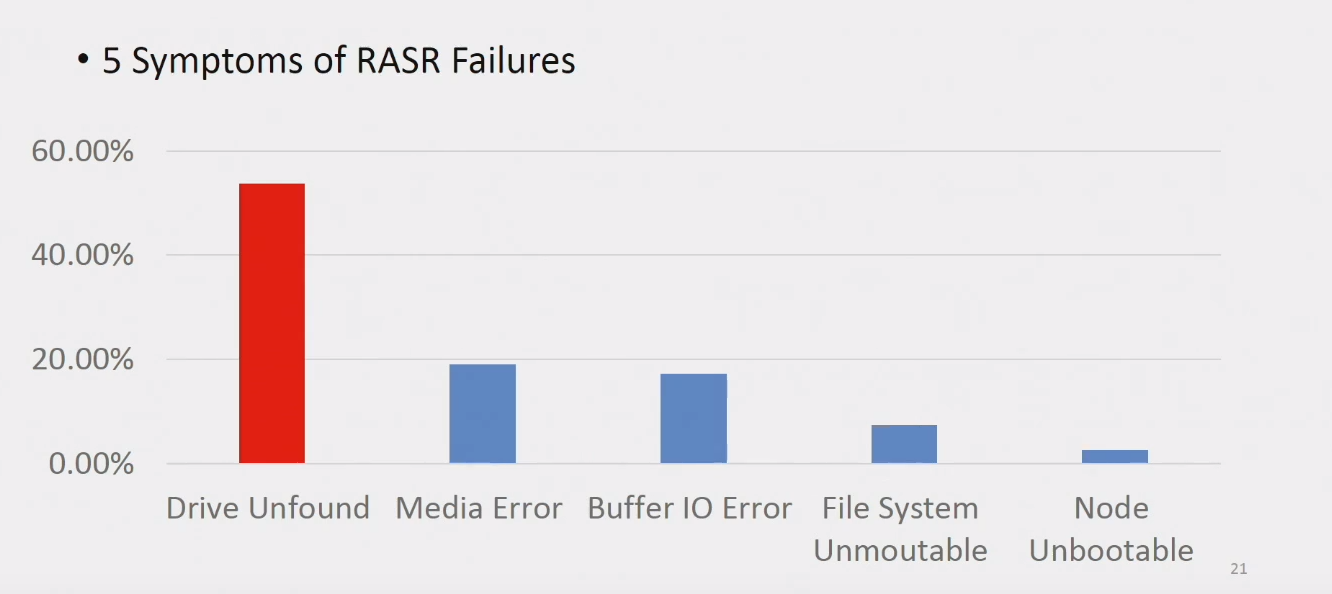 • 5 Symptoms of RASR Failures
60.00%
40.00%
20.00%
0.00%
Drive Unfound
Media Error
Buffer IO Error
File System
Unmoutable
Node
Unbootable
21